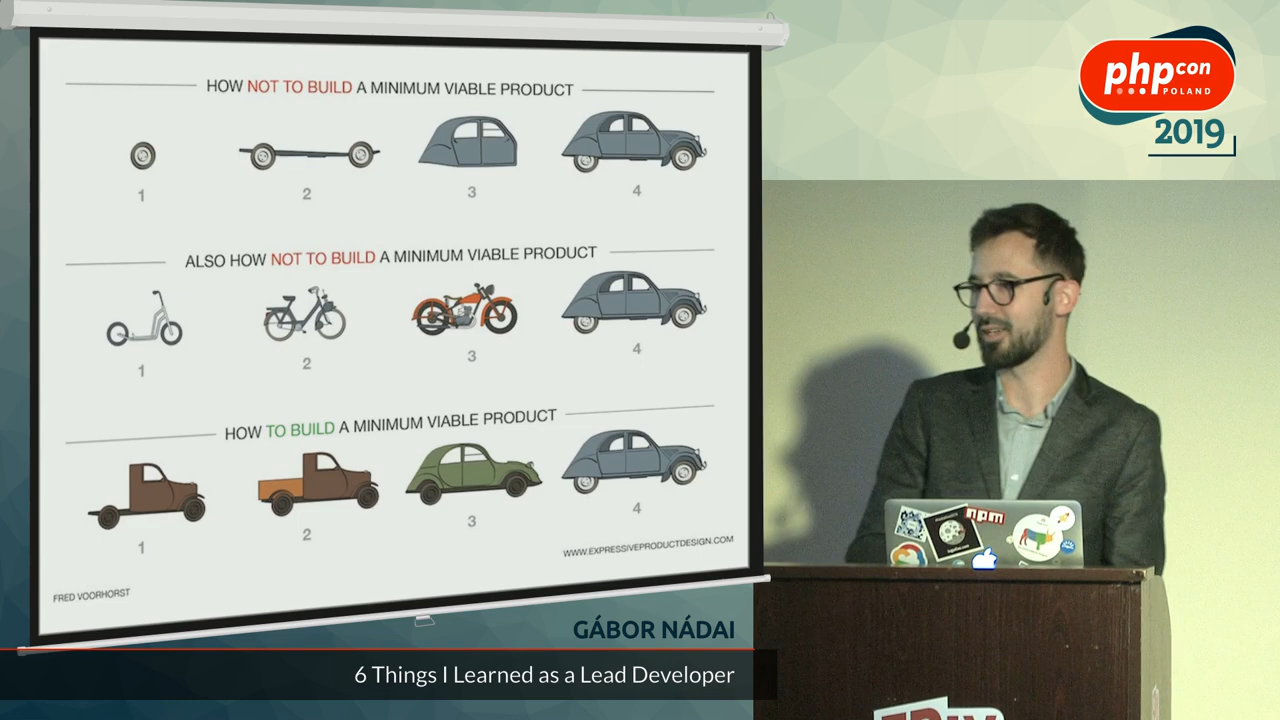 HOW NOT TO BUILD A MINIMUM VIABLE PRODUCT
1 2 3 4
ALSO HOW NOT TO BUILD A MINIMUM VIABLE PRODUCT
1 2 3 4
HOW TO BUILD A MINIMUM VIABLE PRODUCT
1 2 3 4
WWW.EXPRESSIVEPRODUCTDESIGN.COM
FRED VOORHORST
GÁBOR NÁDAI
6 Things I Learned as a Lead Developer
phpcon
POLAND
2019
npm